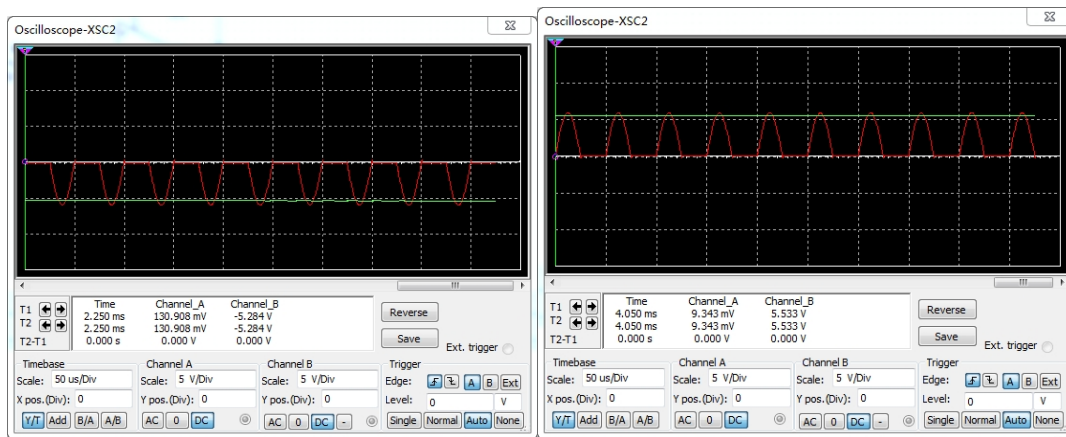 Oscilloscope-XSC2
Time Channel_A Channel_B
T1 2.250 ms 130.908 mV -5.284 V
T2 2.250 ms 130.908 mV -5.284 V
T2-T1 0.000 s 0.000 V 0.000 V
Reverse
Save
Ext. trigger
Timebase Channel A Channel B Trigger
Scale: 50 us/Div Scale: 5 V/Div Scale: 5 V/Div Edge: A B Ext
X pos.(Div): 0 Y pos.(Div): 0 Y pos.(Div): 0 Level: 0 V
Y/T Add B/A A/B AC 0 DC AC 0 DC - Single Normal Auto None
Oscilloscope-XSC2
Time Channel_A Channel_B
T1 4.050 ms 9.343 mV 5.533 V
T2 4.050 ms 9.343 mV 5.533 V
T2-T1 0.000 s 0.000 V 0.000 V
Reverse
Save
Ext. trigger
Timebase Channel A Channel B Trigger
Scale: 50 us/Div Scale: 5 V/Div Scale: 5 V/Div Edge: A B Ext
X pos.(Div): 0 Y pos.(Div): 0 Y pos.(Div): 0 Level: 0 V
Y/T Add B/A A/B AC 0 DC AC 0 DC - Single Normal Auto None